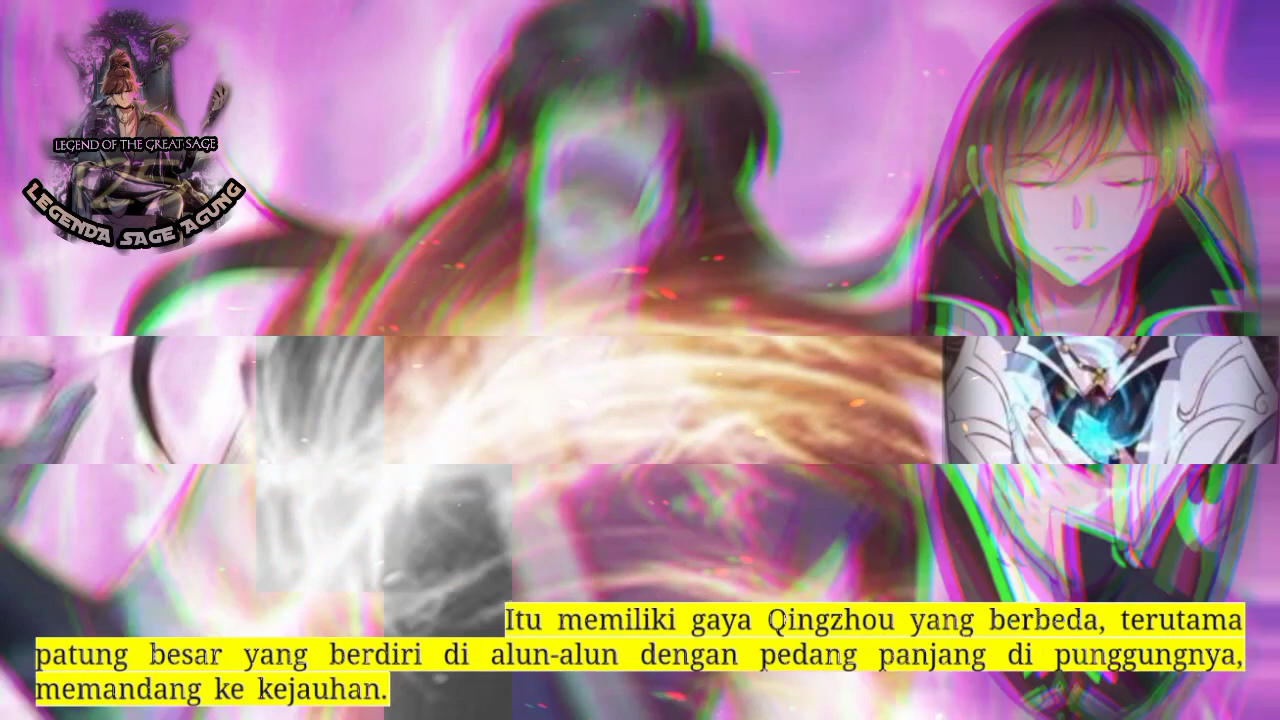 LEGEND OF THE GREAT SAGE
LEGENDA SAGE AGUNG
Itu memiliki gaya Qingzhou yang berbeda, terutama
patung besar yang berdiri di alun-alun dengan pedang panjang di punggungnya,
memandang ke kejauhan.